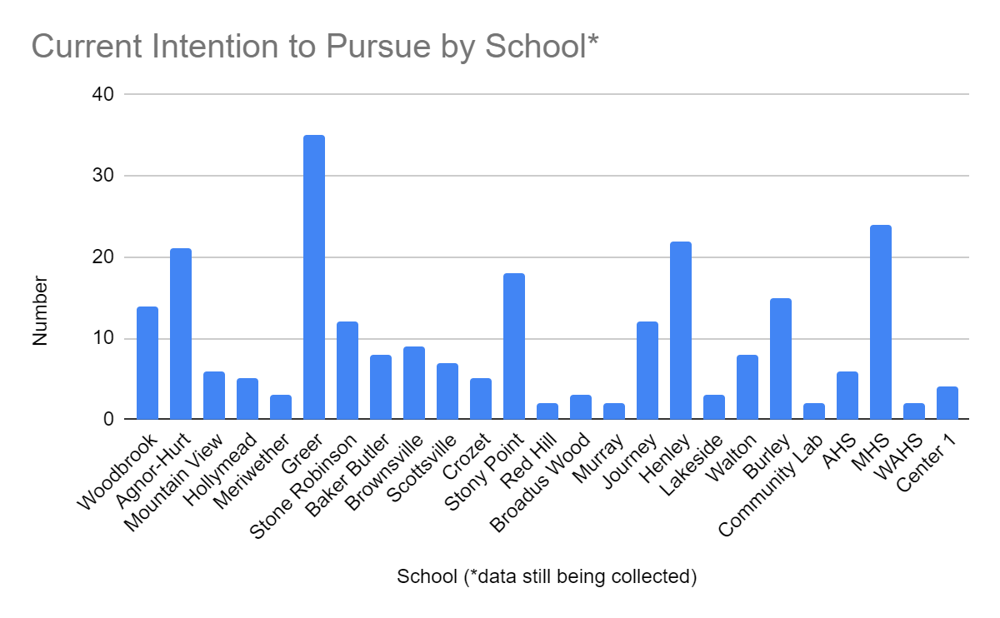 Current Intention to Pursue by School*
40
30
20
10
0
Number
Woodbrook
Agnor-Hurt
Mountain View
Hollymead
Meriwether
Greer
Stone Robinson
Baker Butler
Brownsville
Scottsville
Crozet
Stony Point
Red Hill
Broadus Wood
Murray
Journey
Henley
Lakeside
Walton
Burley
Community Lab
AHS
MHS
WAHS
Center 1
School (*data still being collected)